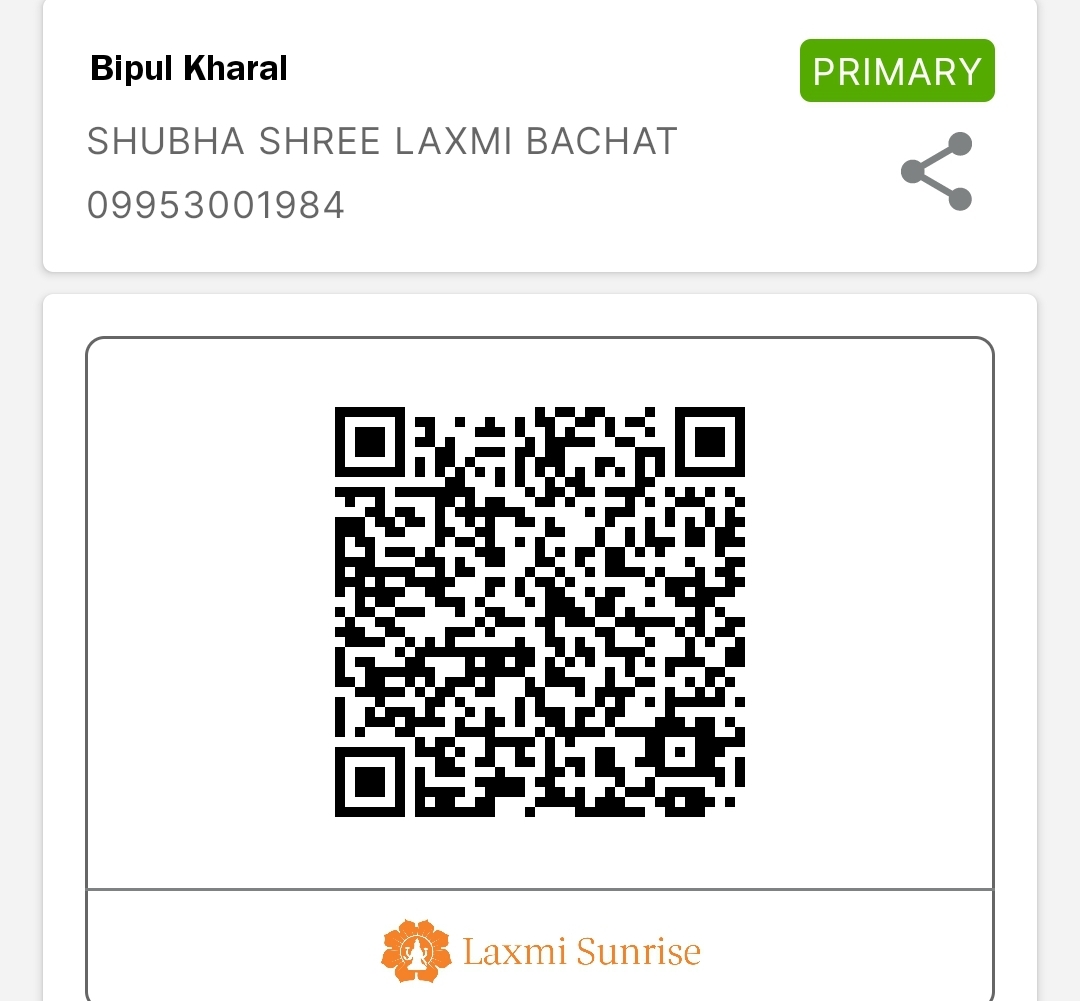 Bipul Kharal
PRIMARY
SHUBHA SHREE LAXMI BACHAT
09953001984
Laxmi Sunrise